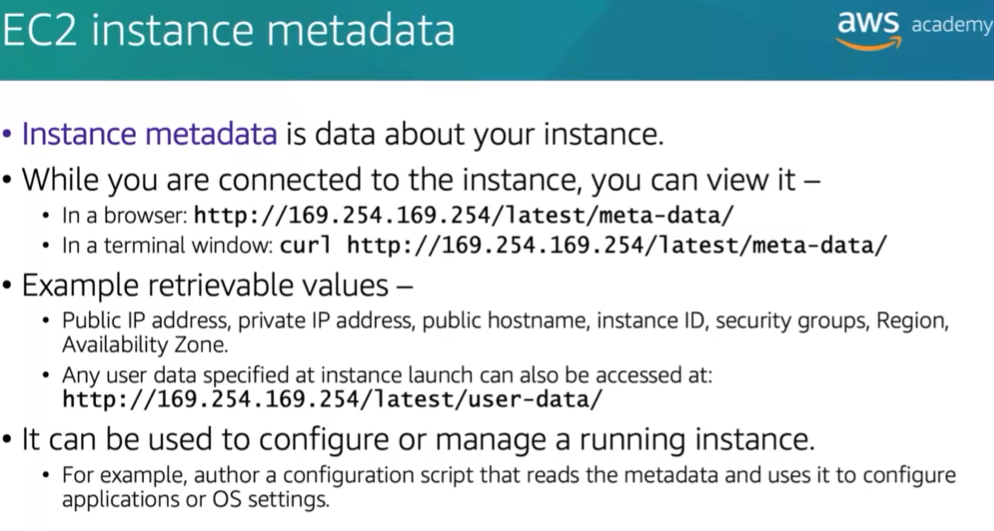 EC2 instance metadata
aws academy
• Instance metadata is data about your instance.
• While you are connected to the instance, you can view it –
• In a browser: http://169.254.169.254/latest/meta-data/
• In a terminal window: curl http://169.254.169.254/latest/meta-data/
• Example retrievable values –
• Public IP address, private IP address, public hostname, instance ID, security groups, Region,
Availability Zone.
• Any user data specified at instance launch can also be accessed at:
http://169.254.169.254/latest/user-data/
• It can be used to configure or manage a running instance.
• For example, author a configuration script that reads the metadata and uses it to configure
applications or OS settings.